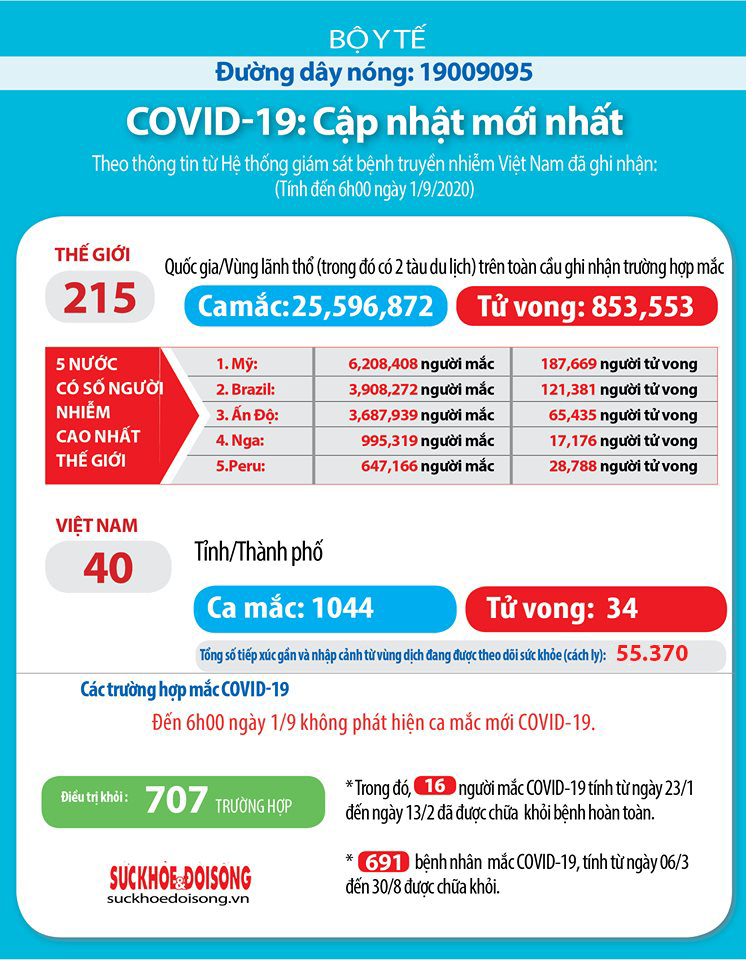 BỘ Y TẾ
Đường dây nóng: 19009095
COVID-19: Cập nhật mới nhất
Theo thông tin từ Hệ thống giám sát bệnh truyền nhiễm Việt Nam đã ghi nhận:
(Tính đến 6h00 ngày 1/9/2020)
THẾ GIỚI
215
Quốc gia/Vùng lãnh thổ (trong đó có 2 tàu du lịch) trên toàn cầu ghi nhận trường hợp mắc
Ca mắc: 25,596,872 Tử vong: 853,553
5 NƯỚC
CÓ SỐ NGƯỜI
NHIỄM
CAO NHẤT
THẾ GIỚI
1. Mỹ: 6,208,408 người mắc 187,669 người tử vong
2. Brazil: 3,908,272 người mắc 121,381 người tử vong
3. Ấn Độ: 3,687,939 người mắc 65,435 người tử vong
4. Nga: 995,319 người mắc 17,176 người tử vong
5.Peru: 647,166 người mắc 28,788 người tử vong
VIỆT NAM
40
Tỉnh/Thành phố
Ca mắc: 1044 Tử vong: 34
Tổng số tiếp xúc gần và nhập cảnh từ vùng dịch đang được theo dõi sức khỏe (cách ly): 55.370
Các trường hợp mắc COVID-19
Đến 6h00 ngày 1/9 không phát hiện ca mắc mới COVID-19.
Điều trị khỏi : 707 TRƯỜNG HỢP
* Trong đó, 16 người mắc COVID-19 tính từ ngày 23/1
đến ngày 13/2 đã được chữa khỏi bệnh hoàn toàn.
* 691 bệnh nhân mắc COVID-19, tính từ ngày 06/3
đến 30/8 được chữa khỏi.
SỨC KHỎE & ĐỜI SỐNG
suckhoedoisong.vn